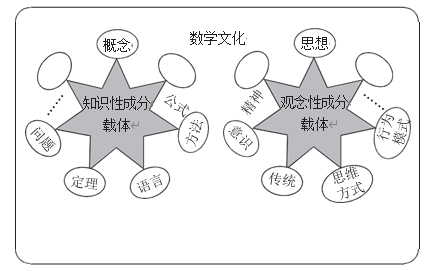 数学文化
概念
知识性成分
载体
公式
方法
语言
定理
问题
……
思想
精神
观念性成分
载体
行为
模式
思维
方式
传统
意识